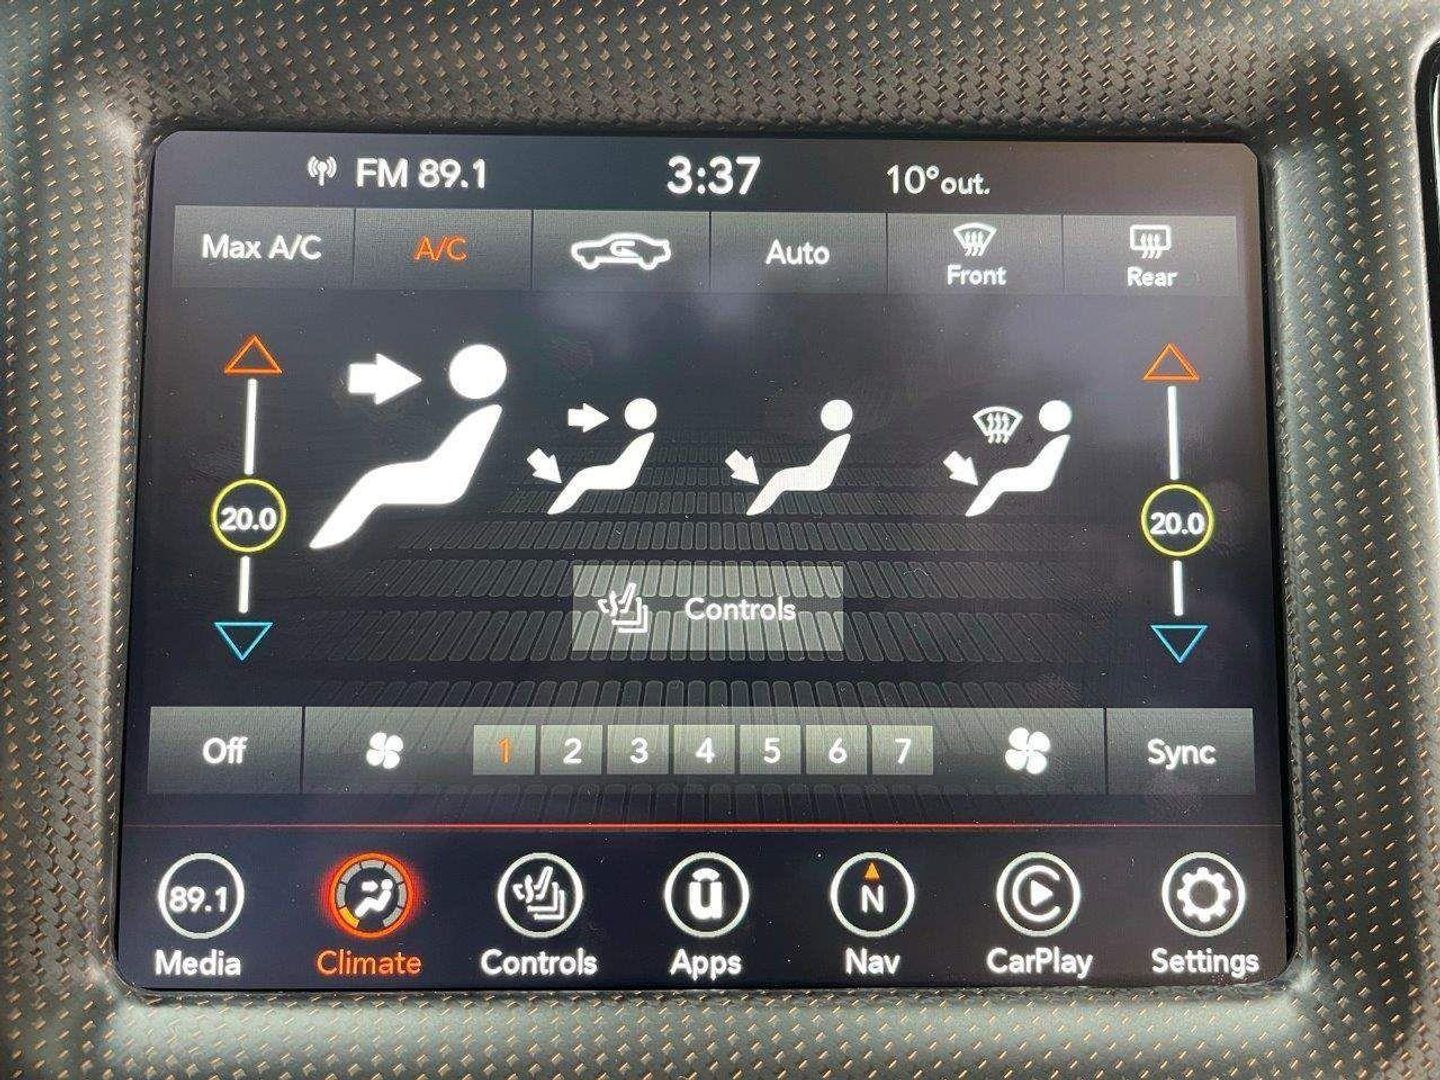 FM 89.1 3:37 10°out.
Max A/C A/C Auto Front Rear
20.0 20.0
Controls
Off 1 2 3 4 5 6 7 Sync
89.1 N
Media Climate Controls Apps Nav CarPlay Settings